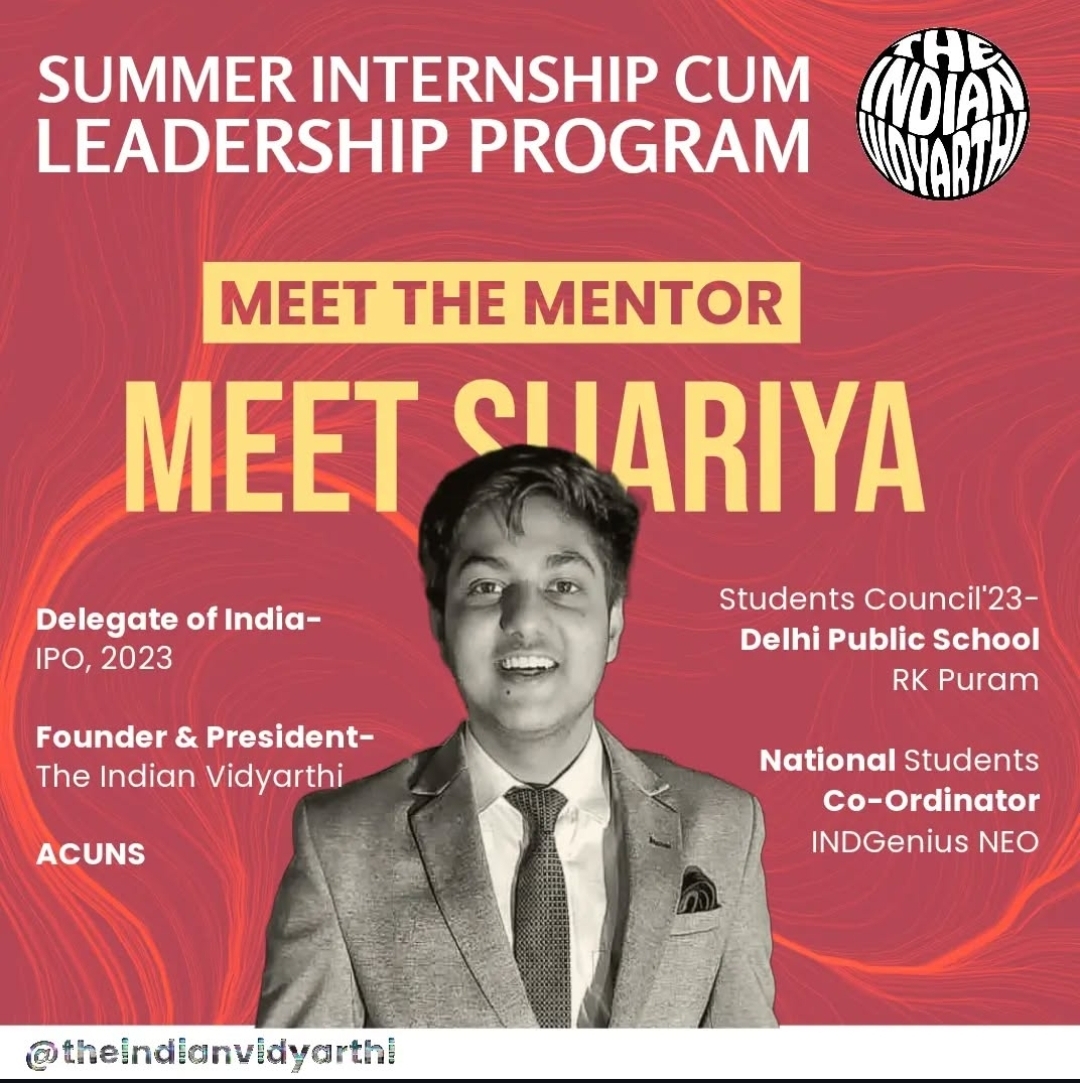 SUMMER INTERNSHIP CUM
LEADERSHIP PROGRAM
THE
INDIAN
VIDYARTHI
MEET THE MENTOR
MEET
Delegate of India-
IPO, 2023
Founder & President-
The Indian Vidyarthi
ACUNS
Students Council'23-
Delhi Public School
RK Puram
National Students
Co-Ordinator
INDGenius NEO
@theindianvidyarthi